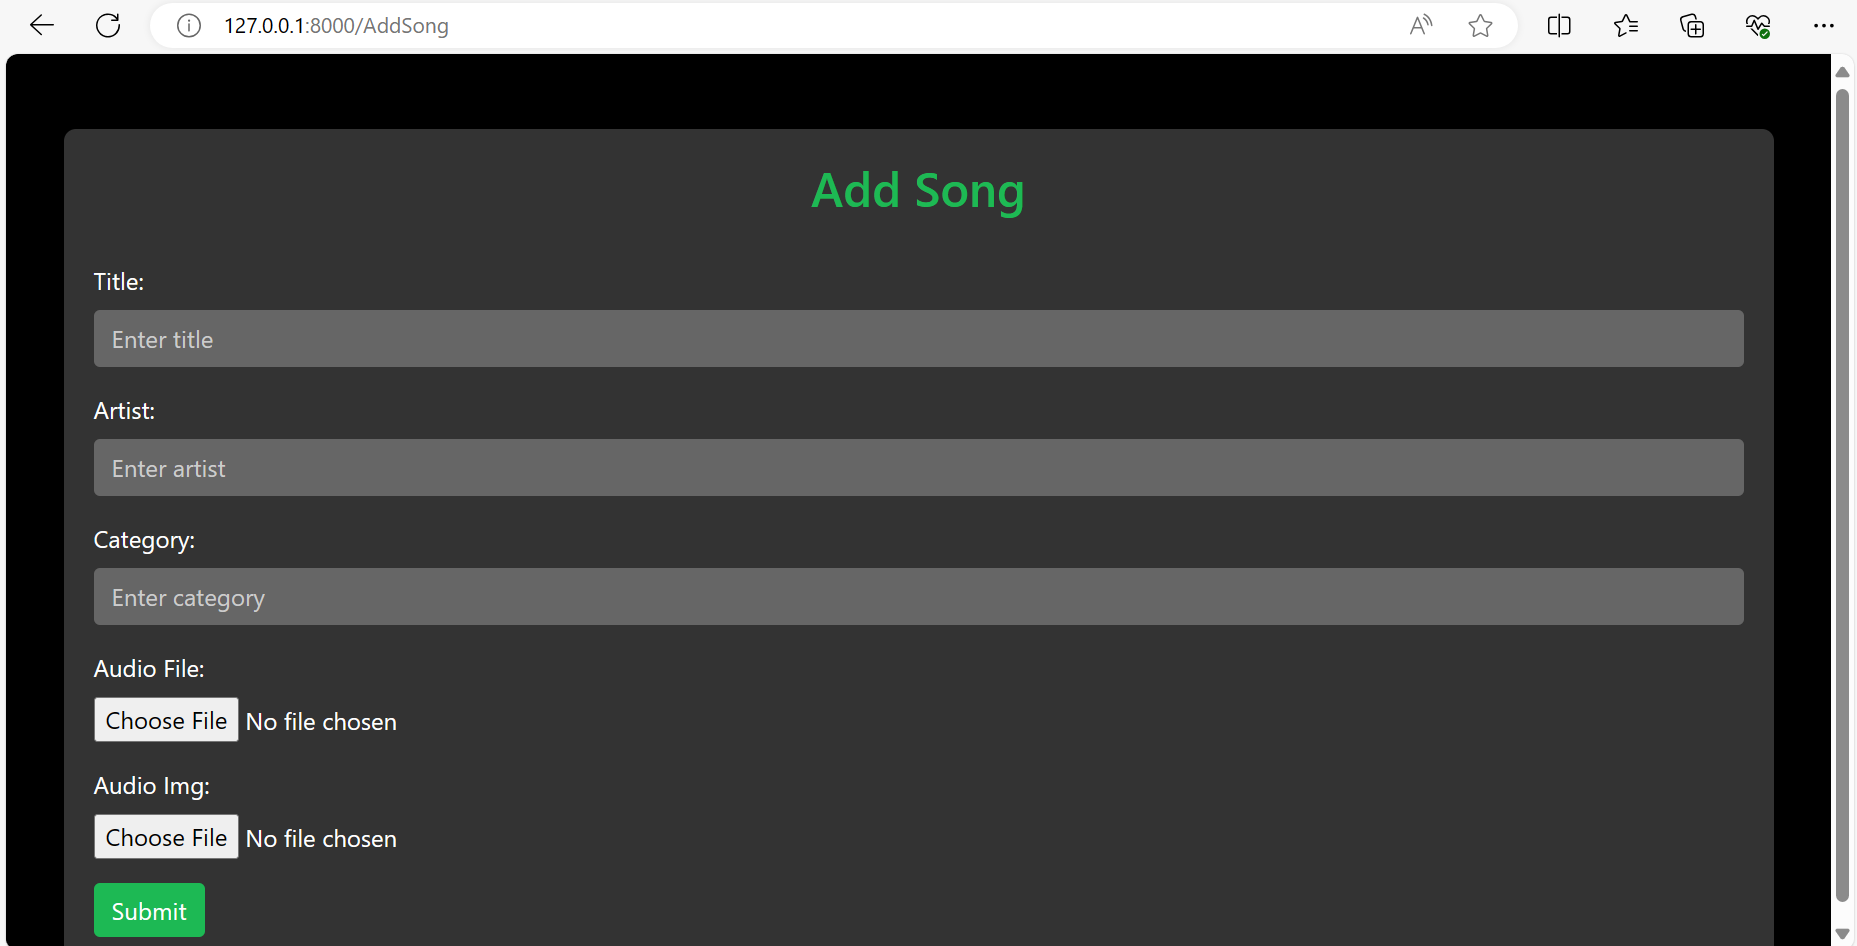 127.0.0.1:8000/AddSong
Add Song
Title:
Enter title
Artist:
Enter artist
Category:
Enter category
Audio File:
Choose File No file chosen
Audio Img:
Choose File No file chosen
Submit